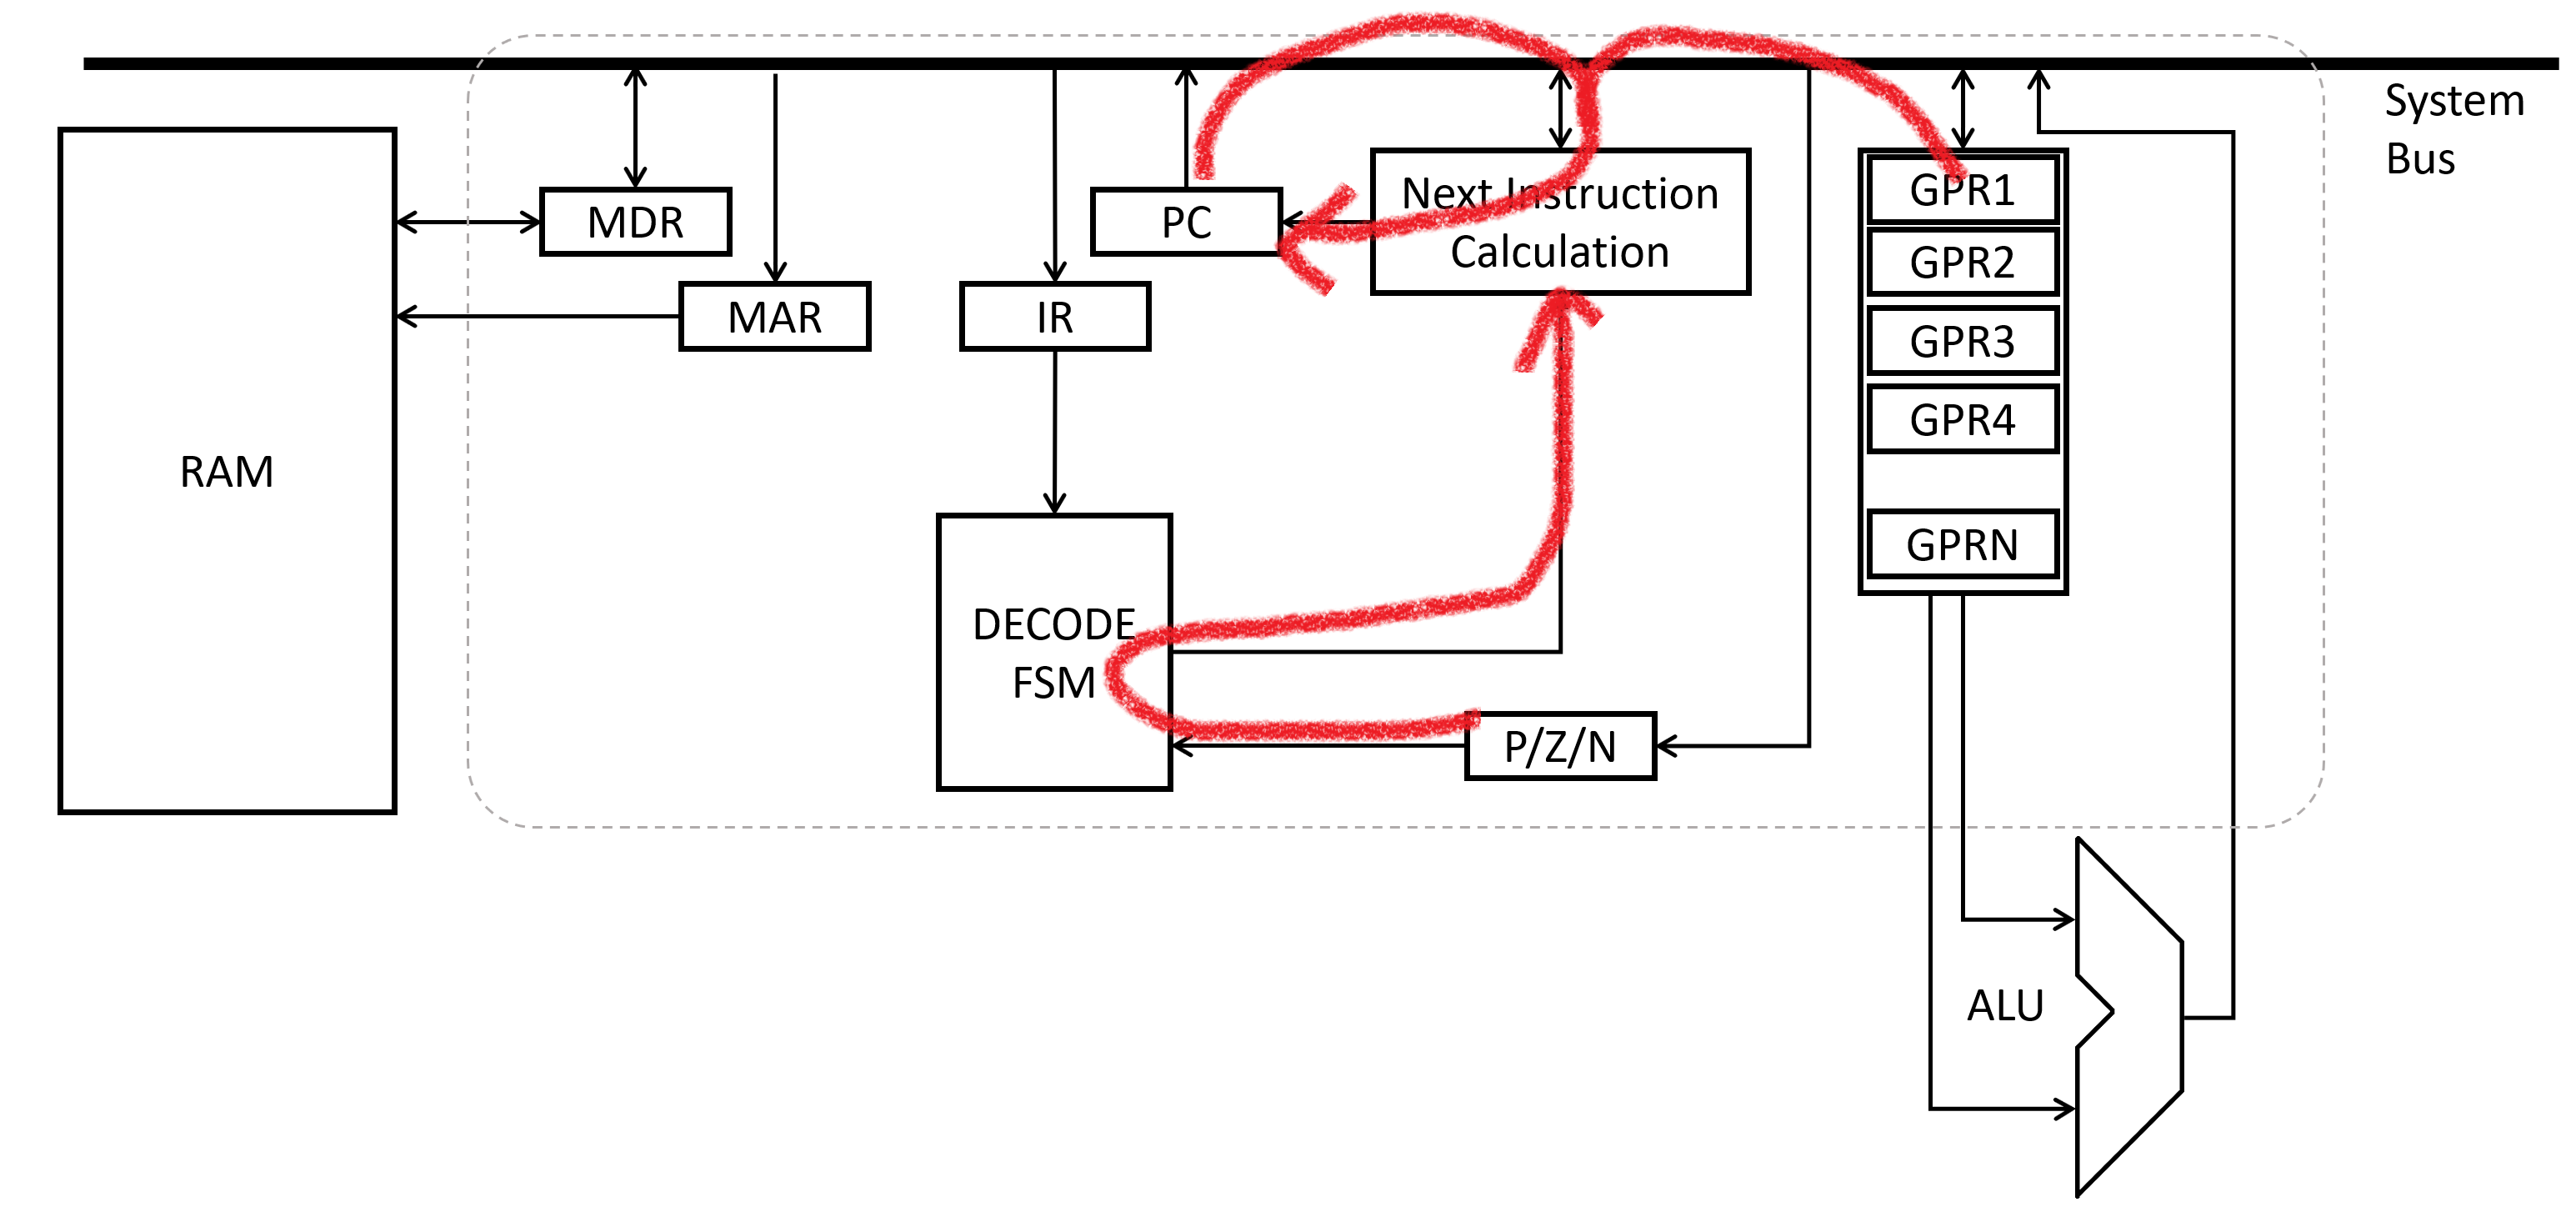 System
Bus
MDR
PC
Next Instruction
Calculation
GPR1
GPR2
MAR
IR
GPR3
GPR4
RAM
GPRN
DECODE
FSM
P/Z/N
ALU